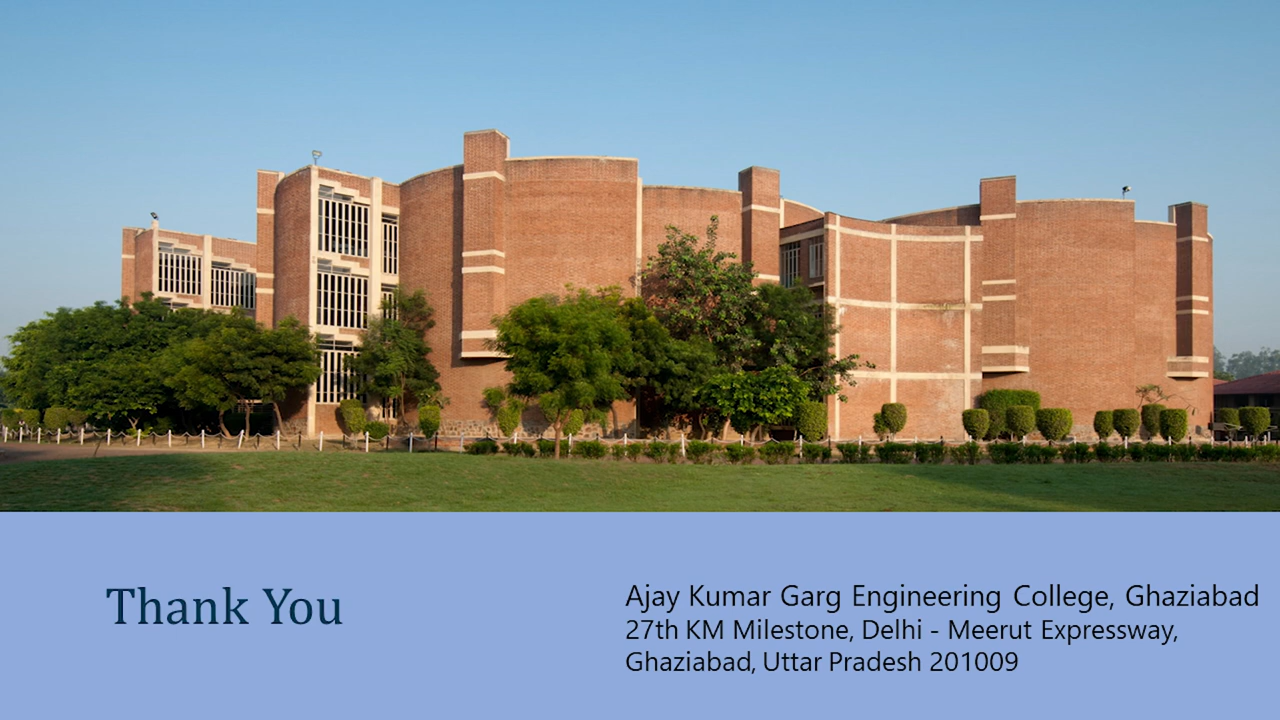 Thank You
Ajay Kumar Garg Engineering College, Ghaziabad
27th KM Milestone, Delhi - Meerut Expressway,
Ghaziabad, Uttar Pradesh 201009